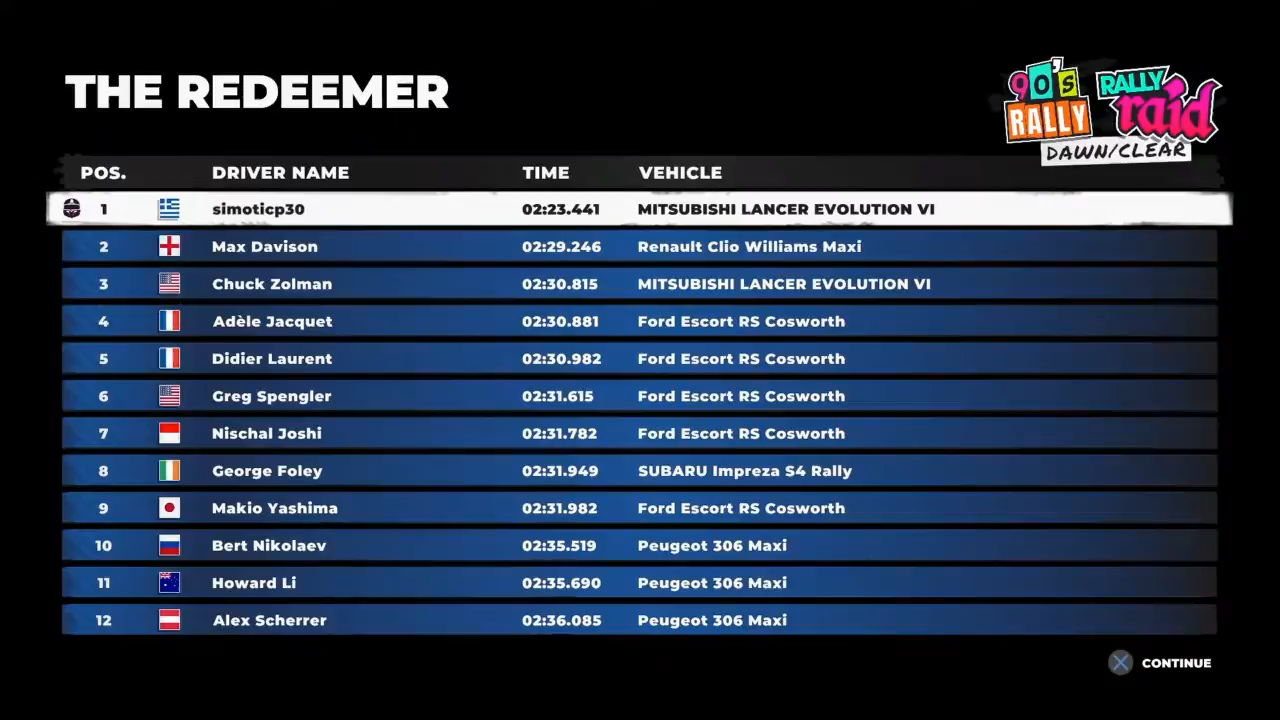 THE REDEEMER
90's RALLY RALLY raid
DAWN/CLEAR
POS. DRIVER NAME TIME VEHICLE
1 simoticp30 02:23.441 MITSUBISHI LANCER EVOLUTION VI
2 Max Davison 02:29.246 Renault Clio Williams Maxi
3 Chuck Zolman 02:30.815 MITSUBISHI LANCER EVOLUTION VI
4 Adèle Jacquet 02:30.881 Ford Escort RS Cosworth
5 Didier Laurent 02:30.982 Ford Escort RS Cosworth
6 Greg Spengler 02:31.615 Ford Escort RS Cosworth
7 Nischal Joshi 02:31.782 Ford Escort RS Cosworth
8 George Foley 02:31.949 SUBARU Impreza S4 Rally
9 Makio Yashima 02:31.982 Ford Escort RS Cosworth
10 Bert Nikolaev 02:35.519 Peugeot 306 Maxi
11 Howard Li 02:35.690 Peugeot 306 Maxi
12 Alex Scherrer 02:36.085 Peugeot 306 Maxi
CONTINUE